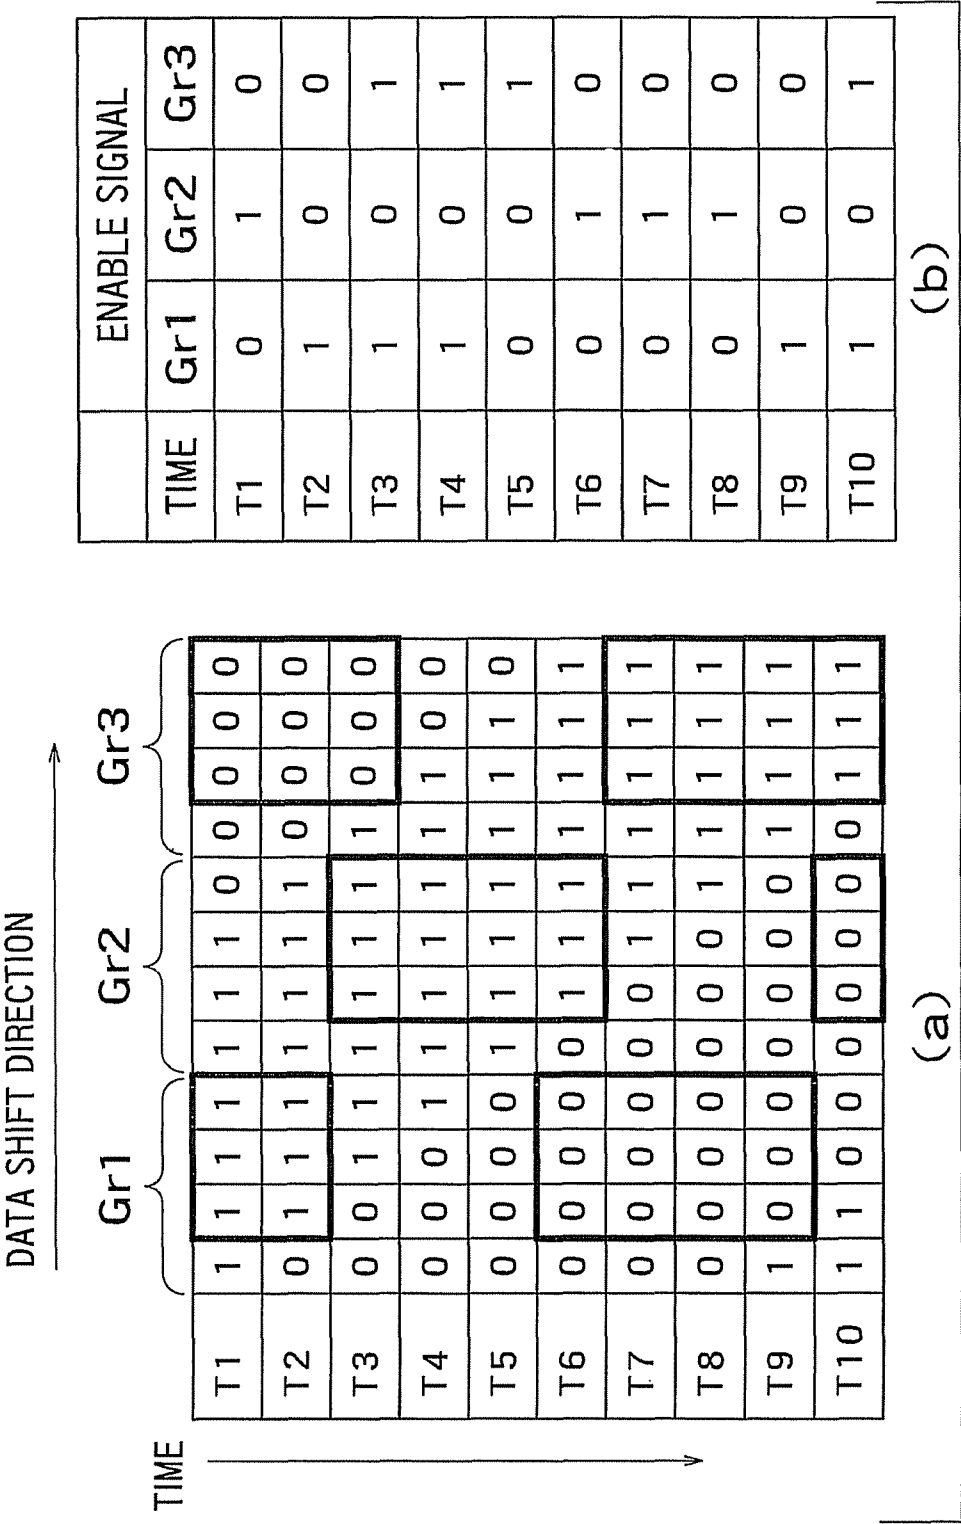 DATA SHIFT DIRECTION
Gr1 Gr2 Gr3
TIME
T1 1 1 1 1 1 1 1 0 0 0 0 0
T2 0 1 1 1 1 1 1 1 0 0 0 0
T3 0 0 1 1 1 1 1 1 1 0 0 0
T4 0 0 0 1 1 1 1 1 1 1 0 0
T5 0 0 0 0 1 1 1 1 1 1 1 0
T6 0 0 0 0 0 1 1 1 1 1 1 1
T7 0 0 0 0 0 0 1 1 1 1 1 1
T8 0 0 0 0 0 0 0 1 1 1 1 1
T9 1 0 0 0 0 0 0 0 1 1 1 1
T10 1 1 0 0 0 0 0 0 0 1 1 1
(a)
ENABLE SIGNAL
TIME Gr1 Gr2 Gr3
T1 0 1 0
T2 1 0 0
T3 1 0 1
T4 1 0 1
T5 0 0 1
T6 0 1 0
T7 0 1 0
T8 0 1 0
T9 1 0 0
T10 1 0 1
(b)